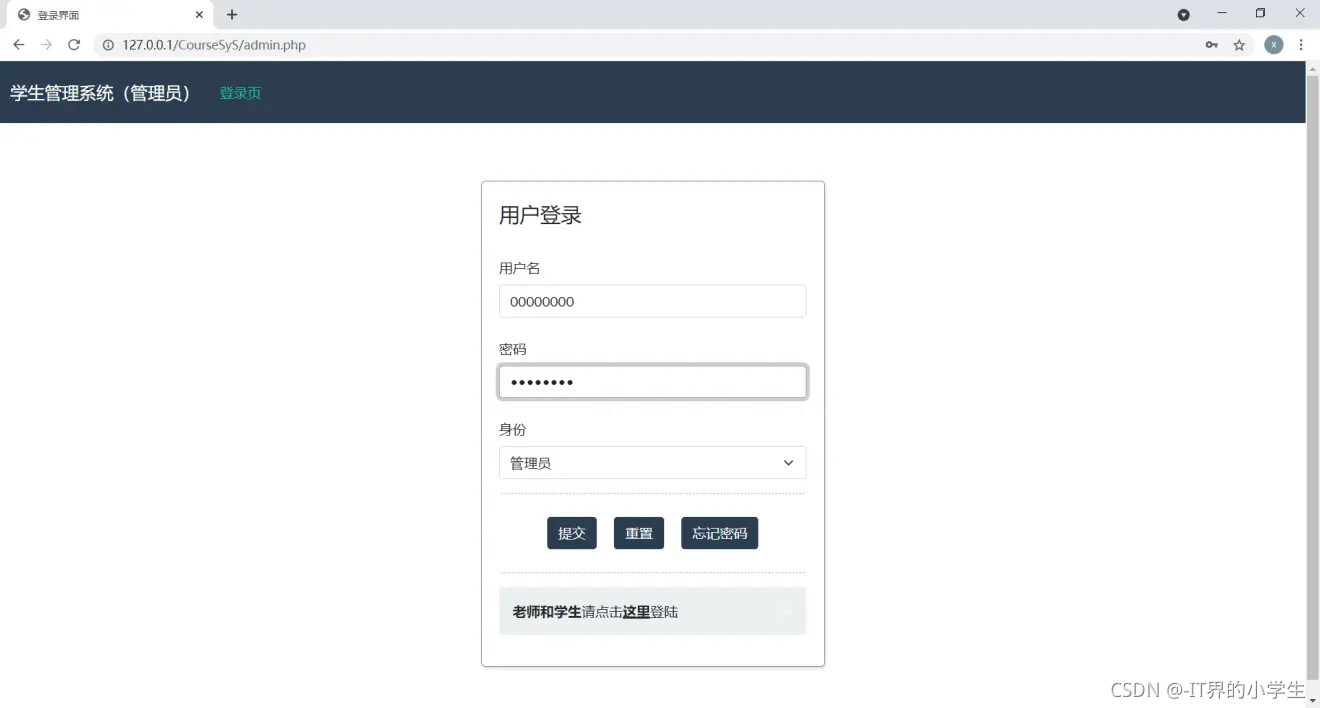 登录界面
127.0.0.1/CourseSyS/admin.php
x
学生管理系统（管理员） 登录页
用户登录
用户名
00000000
密码
••••••••
身份
管理员
提交 重置 忘记密码
老师和学生请点击这里登陆
CSDN @-IT界的小学生